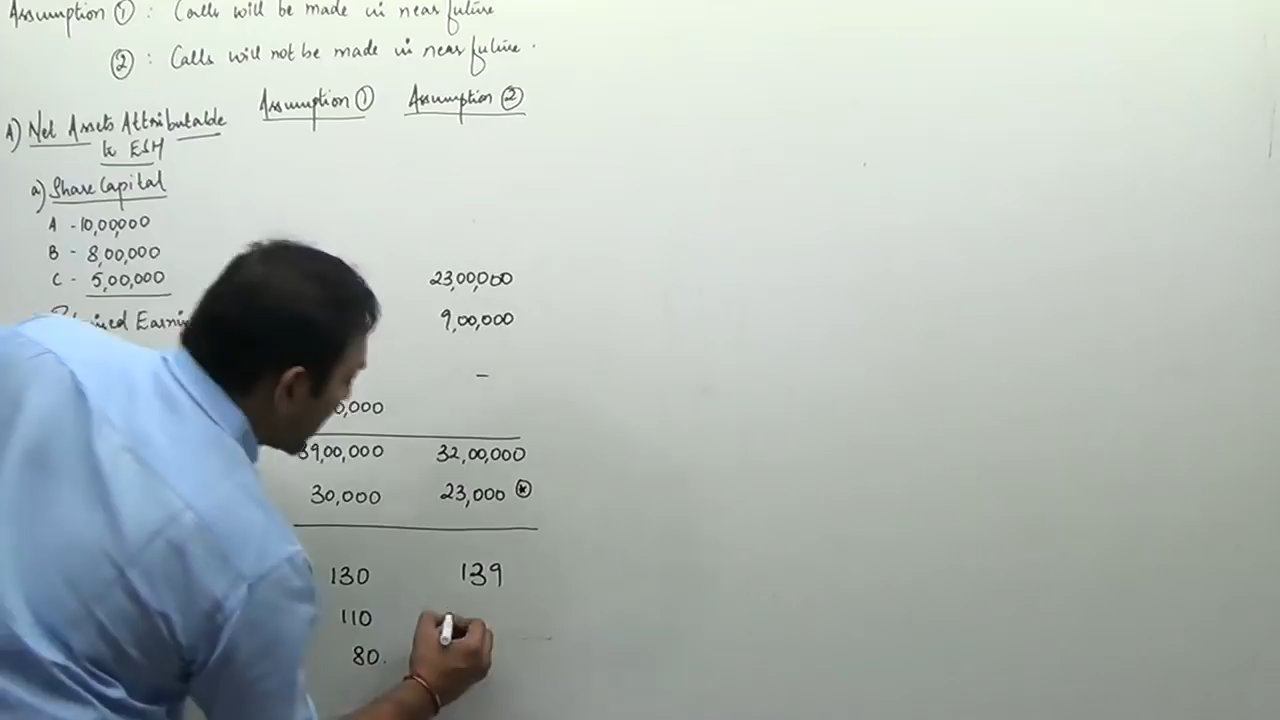 Assumption ① : Calls will be made in near future
② : Calls will not be made in near future.
Assumption ① Assumption ②
A) Net Assets Attributable
to ESH
a) Share Capital
A - 10,00,000
B - 8,00,000
C - 5,00,000 23,00,000
Earnin 9,00,000
-
0,000
39,00,000 32,00,000
30,000 23,000 *
130 139
110
80.